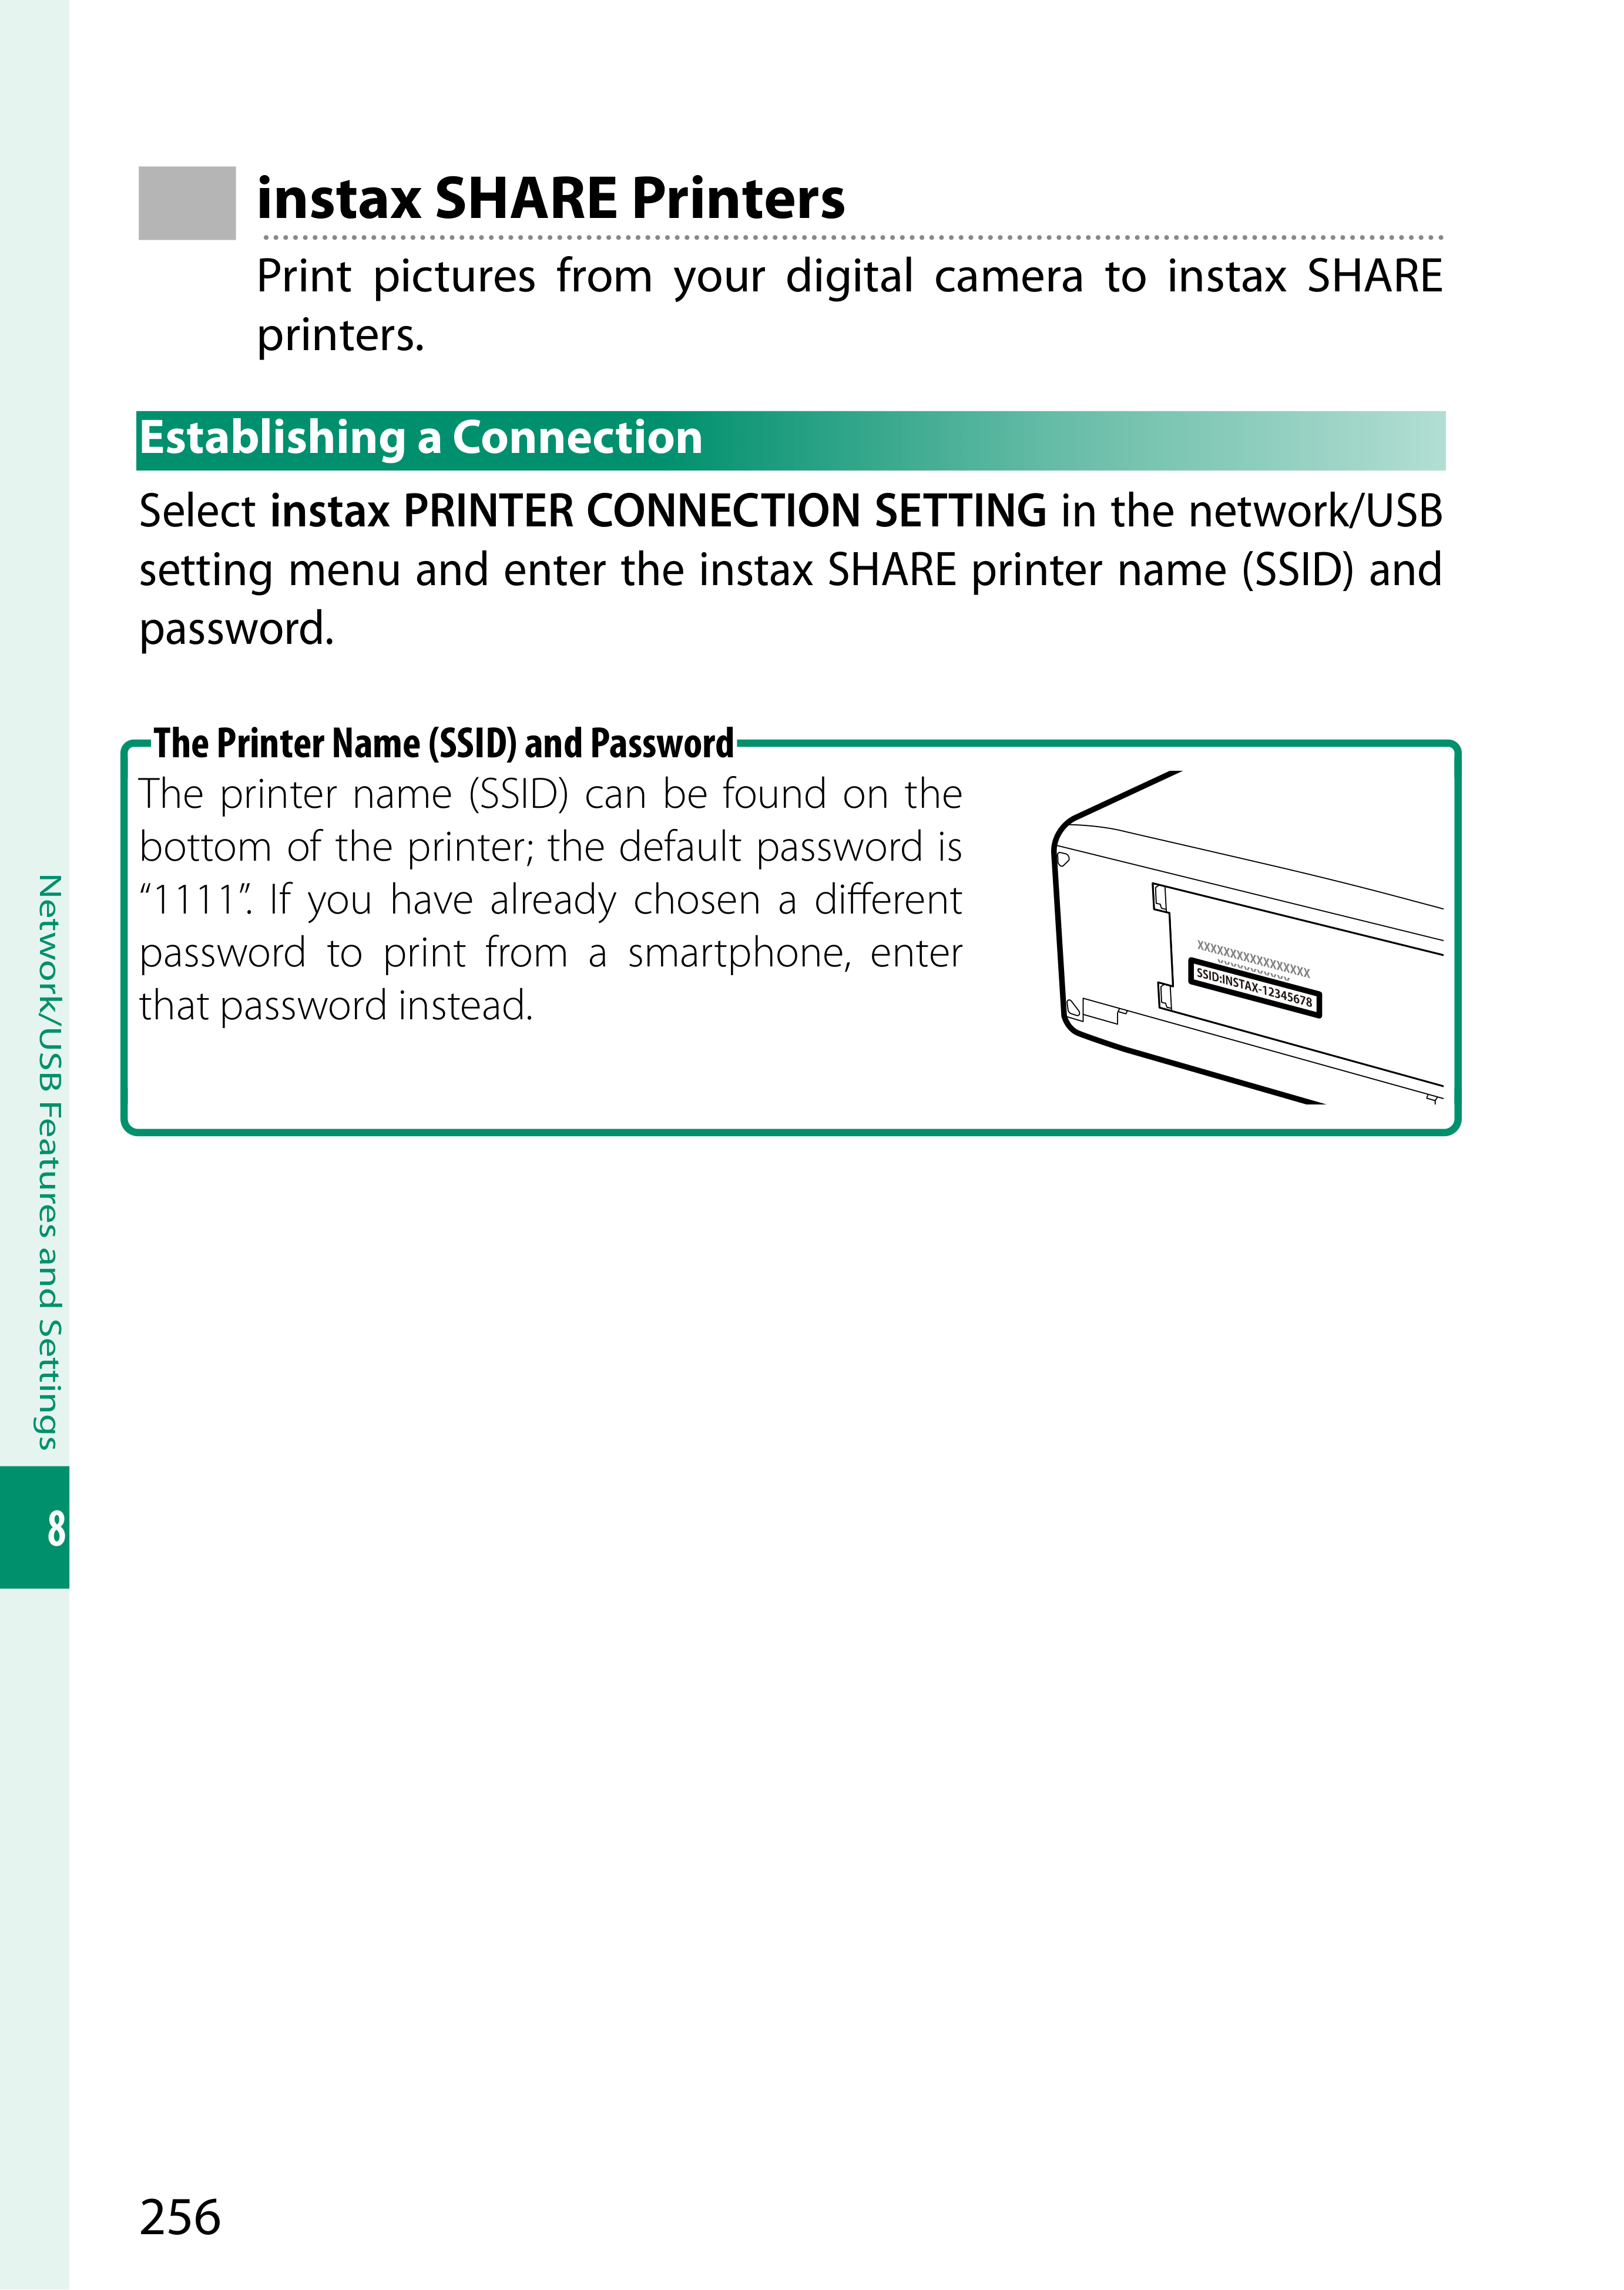 instax SHARE Printers
Print pictures from your digital camera to instax SHARE
printers.
Establishing a Connection
Select instax PRINTER CONNECTION SETTING in the network/USB
setting menu and enter the instax SHARE printer name (SSID) and
password.
The Printer Name (SSID) and Password
The printer name (SSID) can be found on the
bottom of the printer; the default password is
“1111”. If you have already chosen a different
password to print from a smartphone, enter
that password instead.
XXXXXXXXXXXXXXXXX
SSID:INSTAX-12345678
Network/USB Features and Settings
8
256